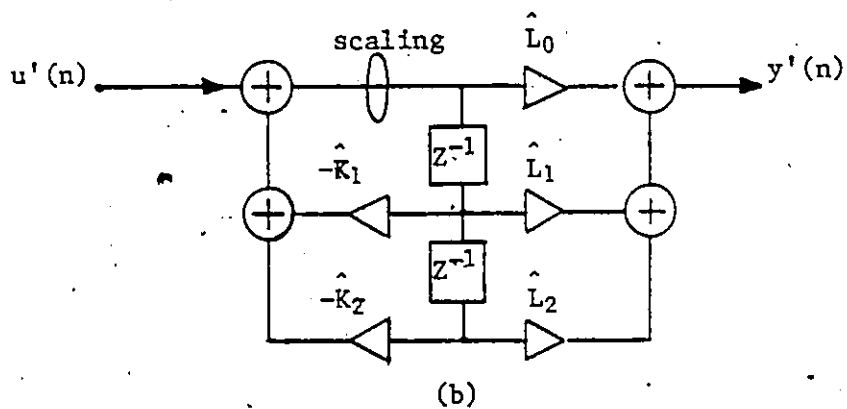 scaling
L̂0
u'(n)
+
+
y'(n)
Z-1
-K̂1
L̂1
+
+
Z-1
-K̂2
L̂2
(b)